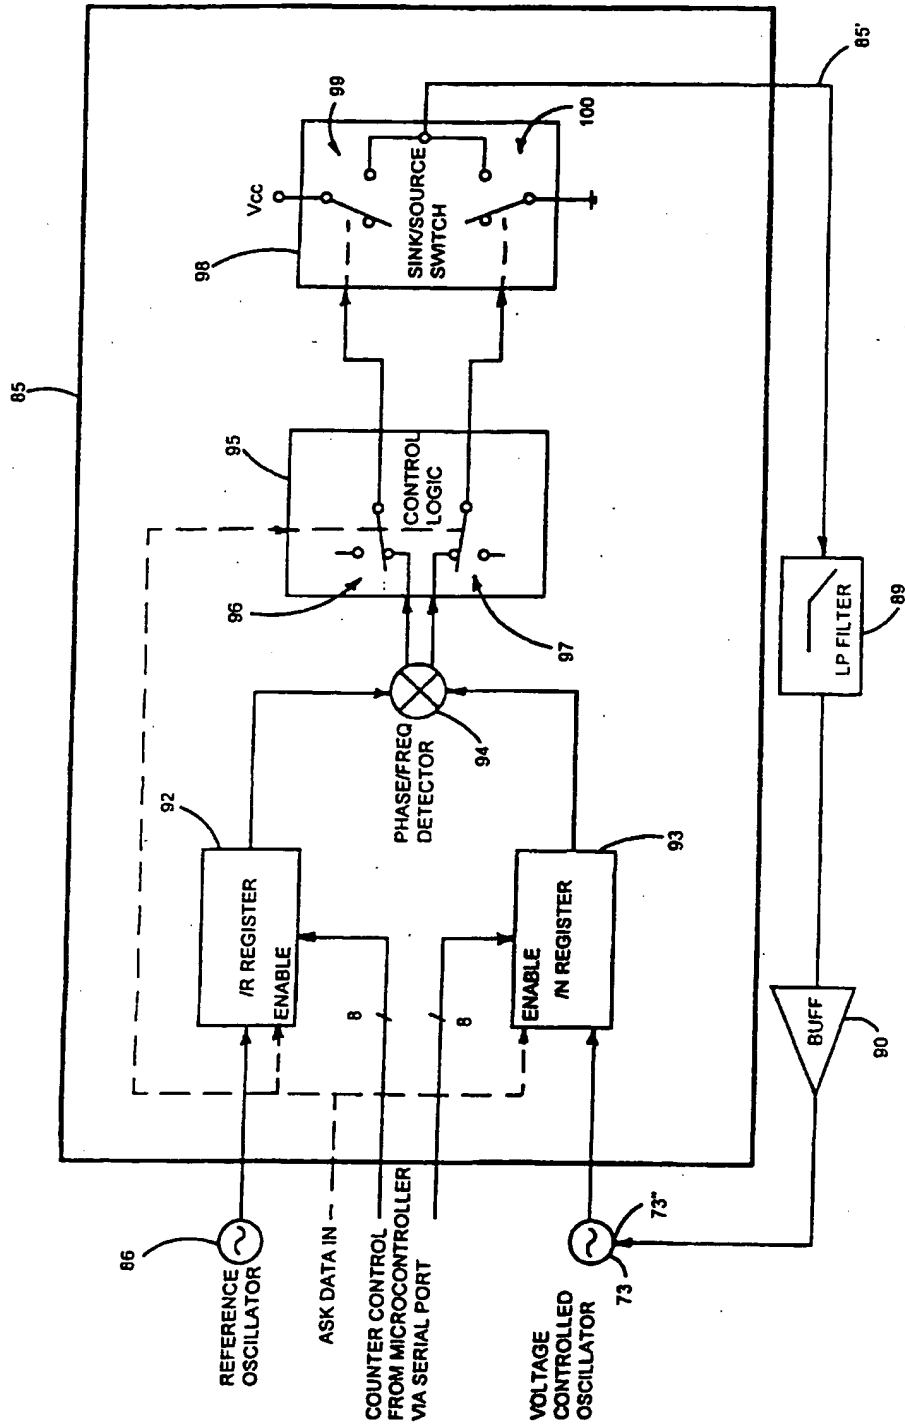 85
92
/R REGISTER
ENABLE
86
REFERENCE
OSCILLATOR
ASK DATA IN
COUNTER CONTROL
FROM MICROCONTROLLER
VIA SERIAL PORT
8
8
PHASE/FREQ
DETECTOR
94
95
96
CONTROL
LOGIC
97
98
Vcc
99
SINK/SOURCE
SWITCH
100
85'
ENABLE
/N REGISTER
93
VOLTAGE
CONTROLLED
OSCILLATOR
73
73"
BUFF
90
LP FILTER
89